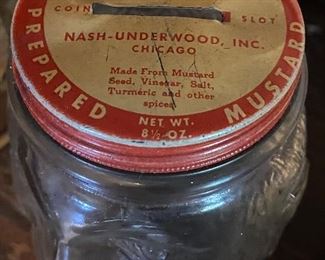 COIN SLOT
NASH-UNDERWOOD, INC.
CHICAGO
Made From Mustard
Seed, Vinegar, Salt,
Turmeric and other
spices
NET WT.
8½ OZ.
PREPARED MUSTARD